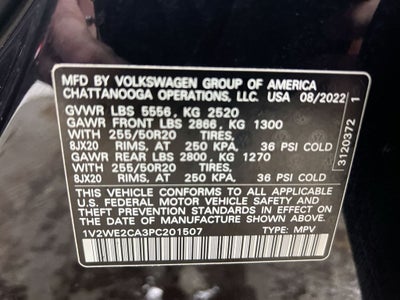 MFD BY VOLKSWAGEN GROUP OF AMERICA
CHATTANOOGA OPERATIONS, LLC. USA 08/2022
GVWR LBS 5556, KG 2520
GAWR FRONT LBS 2866, KG 1300
WITH 255/50R20 TIRES,
8JX20 RIMS, AT 250 KPA. 36 PSI COLD
GAWR REAR LBS 2800, KG 1270
WITH 255/50R20 TIRES,
8JX20 RIMS, AT 250 KPA. 36 PSI COLD
THIS VEHICLE CONFORMS TO ALL APPLICABLE
U.S. FEDERAL MOTOR VEHICLE SAFETY AND
THEFT PREVENTION STANDARDS IN EFFECT ON
THE DATE OF MANUFACTURE SHOWN ABOVE.
1V2WE2CA3PC201507 TYPE: MPV
3120372 1